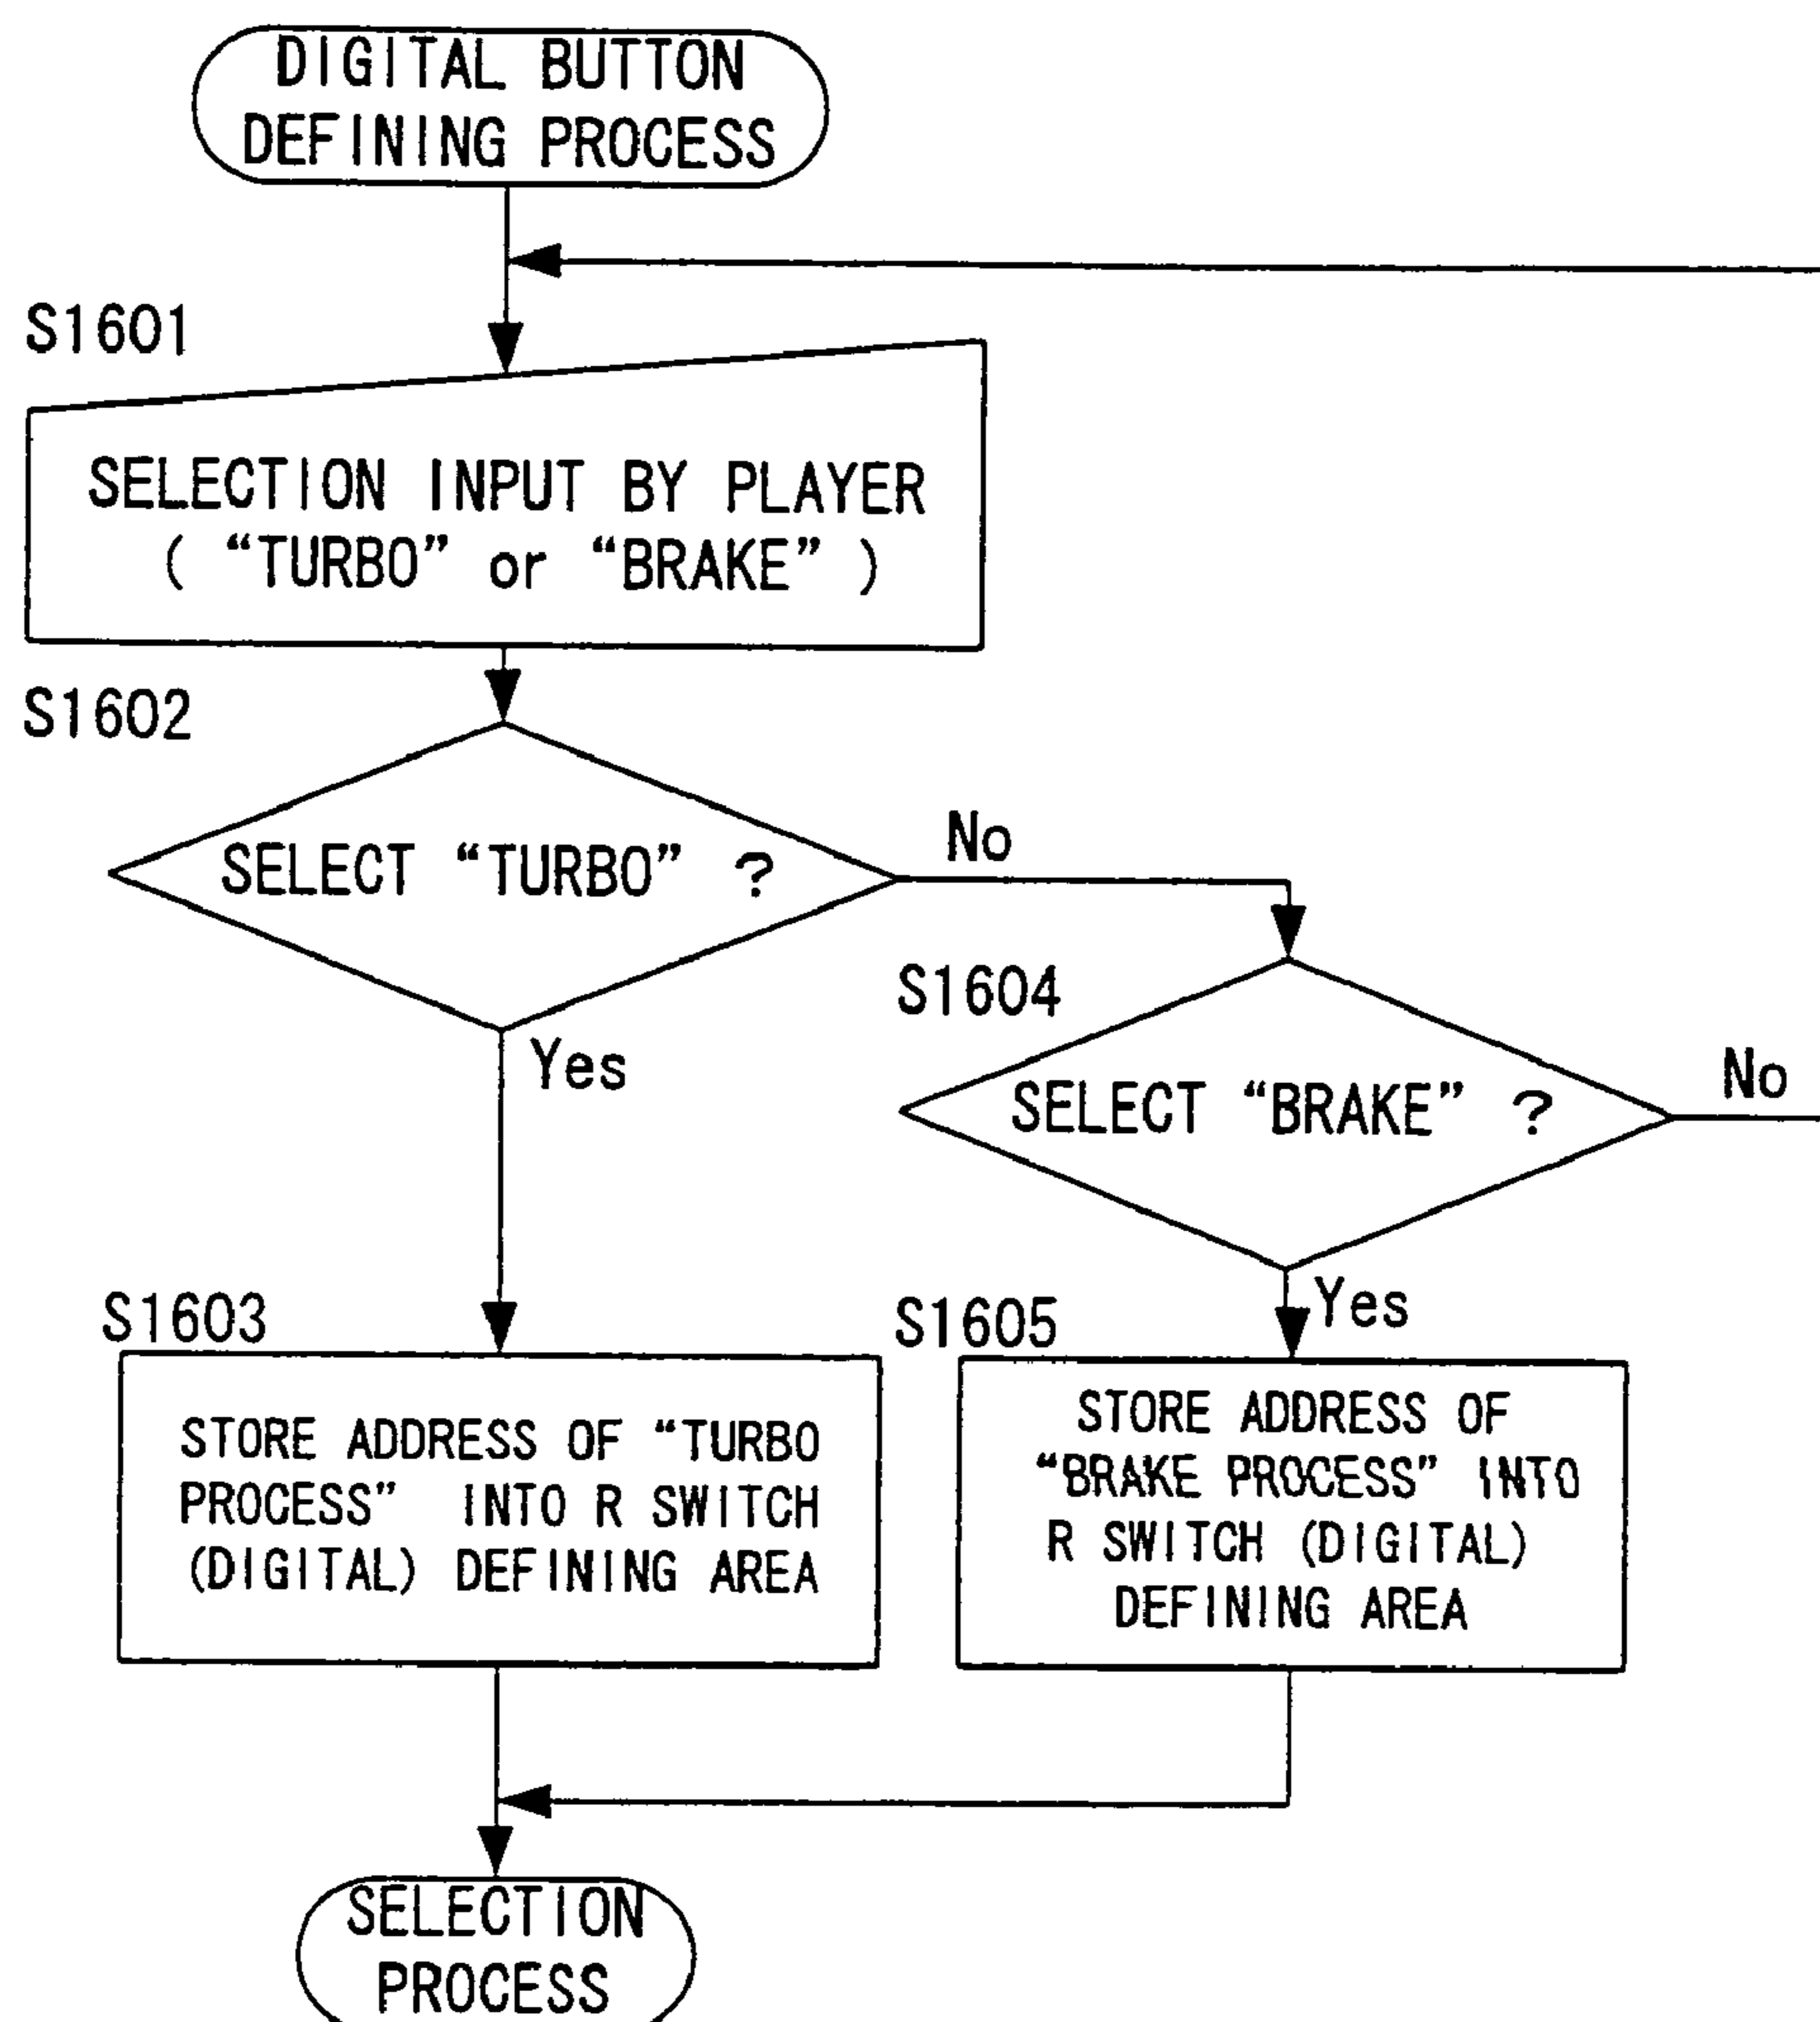 DIGITAL BUTTON
DEFINING PROCESS
S1601
SELECTION INPUT BY PLAYER
( “TURBO” or “BRAKE” )
S1602
SELECT “TURBO” ?
No
Yes
S1604
SELECT “BRAKE” ?
No
Yes
S1603
STORE ADDRESS OF “TURBO
PROCESS” INTO R SWITCH
(DIGITAL) DEFINING AREA
S1605
STORE ADDRESS OF
“BRAKE PROCESS” INTO
R SWITCH (DIGITAL)
DEFINING AREA
SELECTION
PROCESS